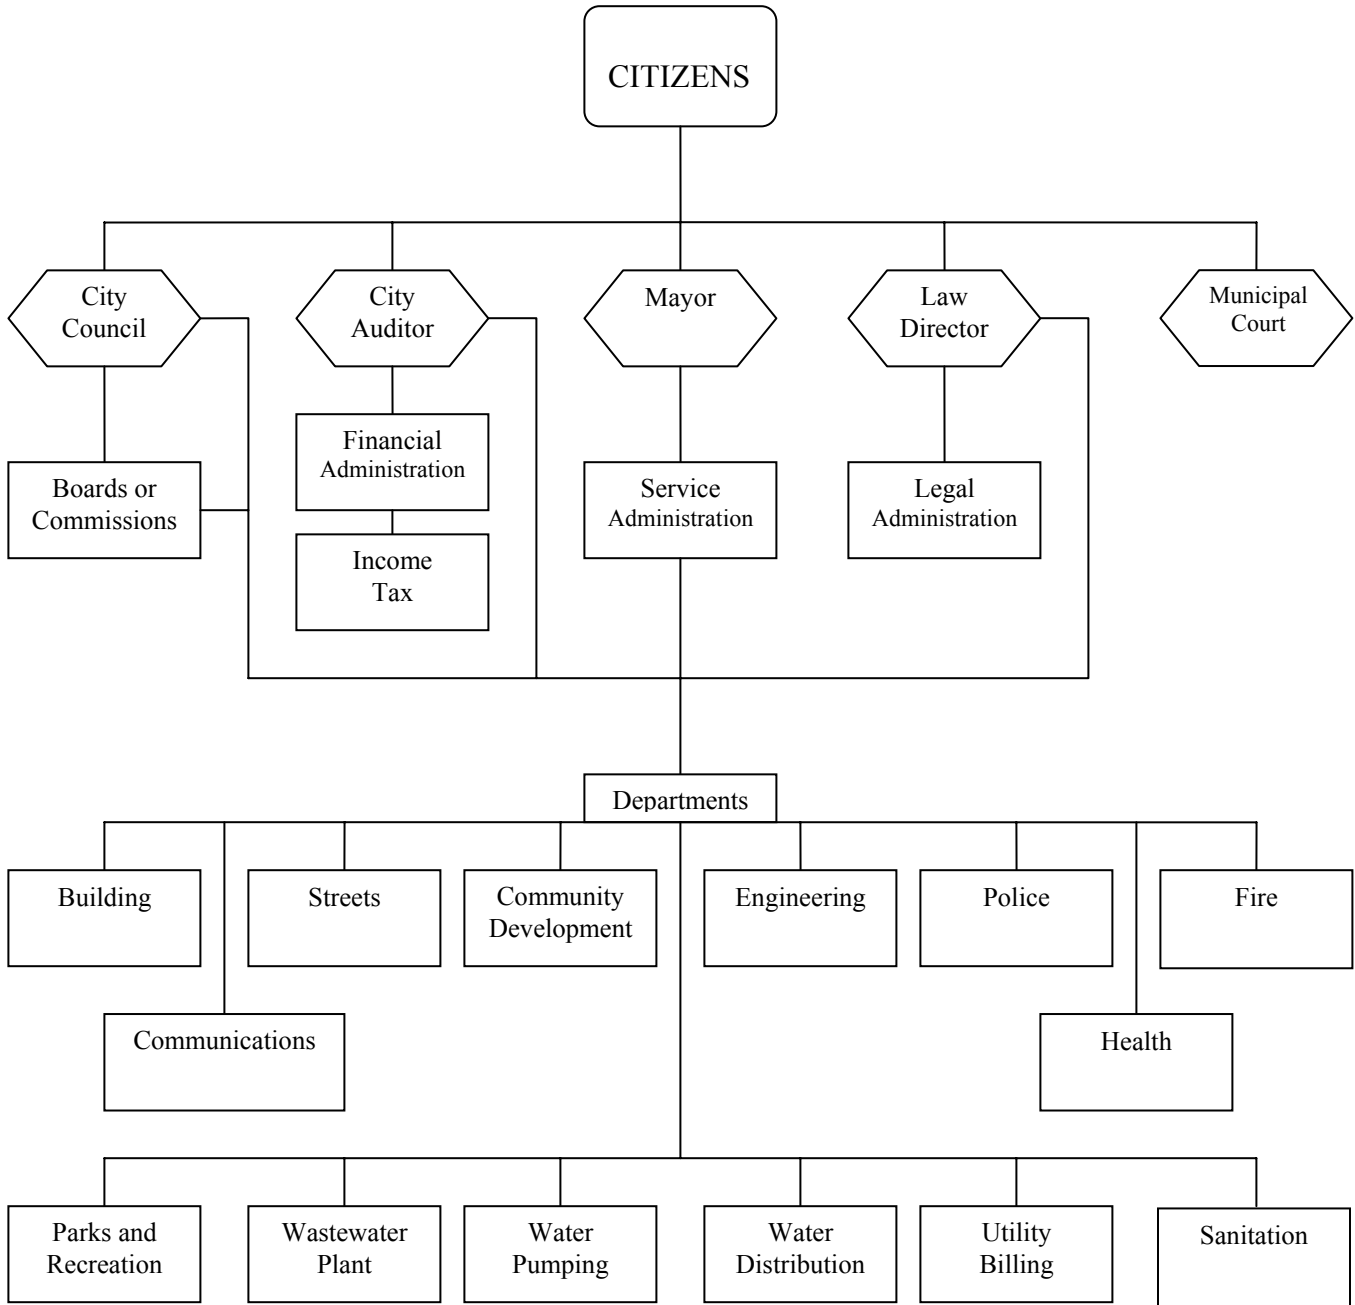 CITIZENS
City
Council
City
Auditor
Mayor
Law
Director
Municipal
Court
Financial
Administration
Boards or
Commissions
Service
Administration
Legal
Administration
Income
Tax
Departments
Building
Streets
Community
Development
Engineering
Police
Fire
Communications
Health
Parks and
Recreation
Wastewater
Plant
Water
Pumping
Water
Distribution
Utility
Billing
Sanitation